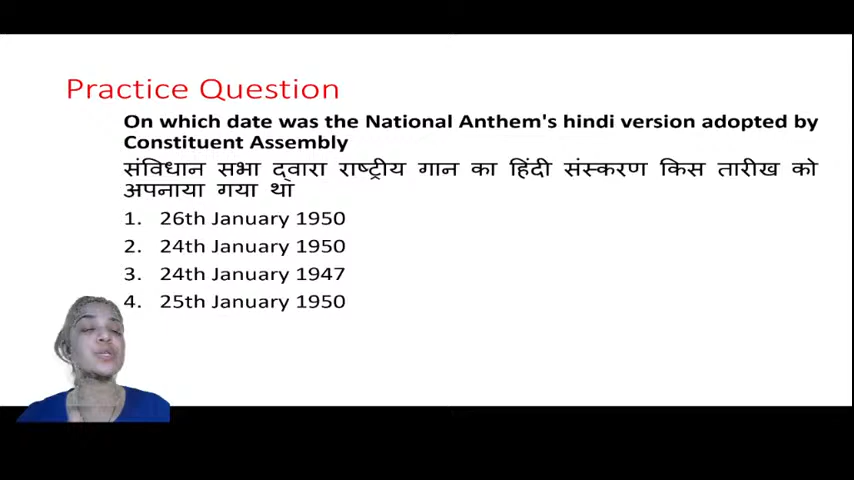 Practice Question
On which date was the National Anthem's hindi version adopted by
Constituent Assembly
संविधान सभा द्वारा राष्ट्रीय गान का हिंदी संस्करण किस तारीख को
अपनाया गया था
1. 26th January 1950
2. 24th January 1950
3. 24th January 1947
4. 25th January 1950